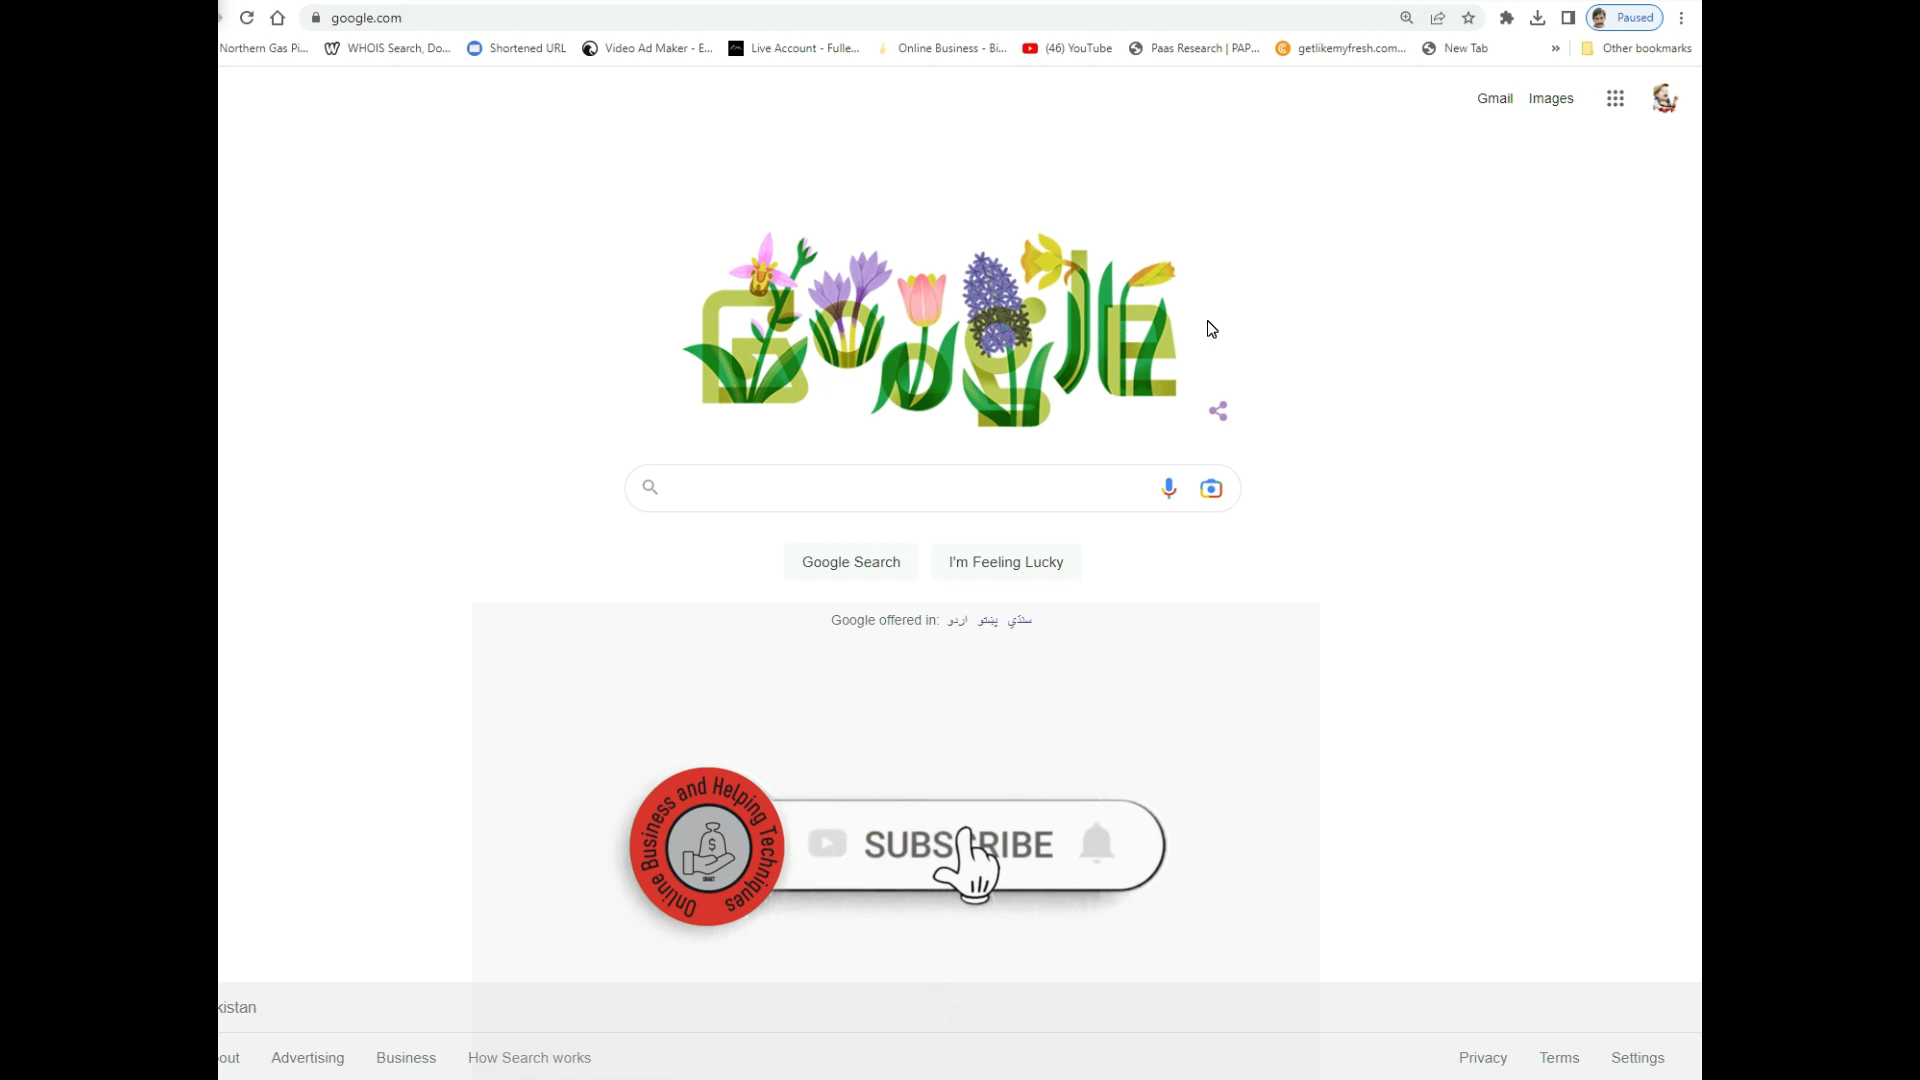 google.com
Paused
Northern Gas Pi...
WHOIS Search, Do...
Shortened URL
Video Ad Maker - E...
Live Account - Fulle...
Online Business - Bi...
(46) YouTube
Paas Research | PAP...
getlikemyfresh.com...
New Tab
»
Other bookmarks
Gmail
Images
Google
Google Search
I'm Feeling Lucky
Google offered in: اردو پښتو سنڌي
Online Business and Helping Techniques
SUBSCRIBE
kistan
out
Advertising
Business
How Search works
Privacy
Terms
Settings